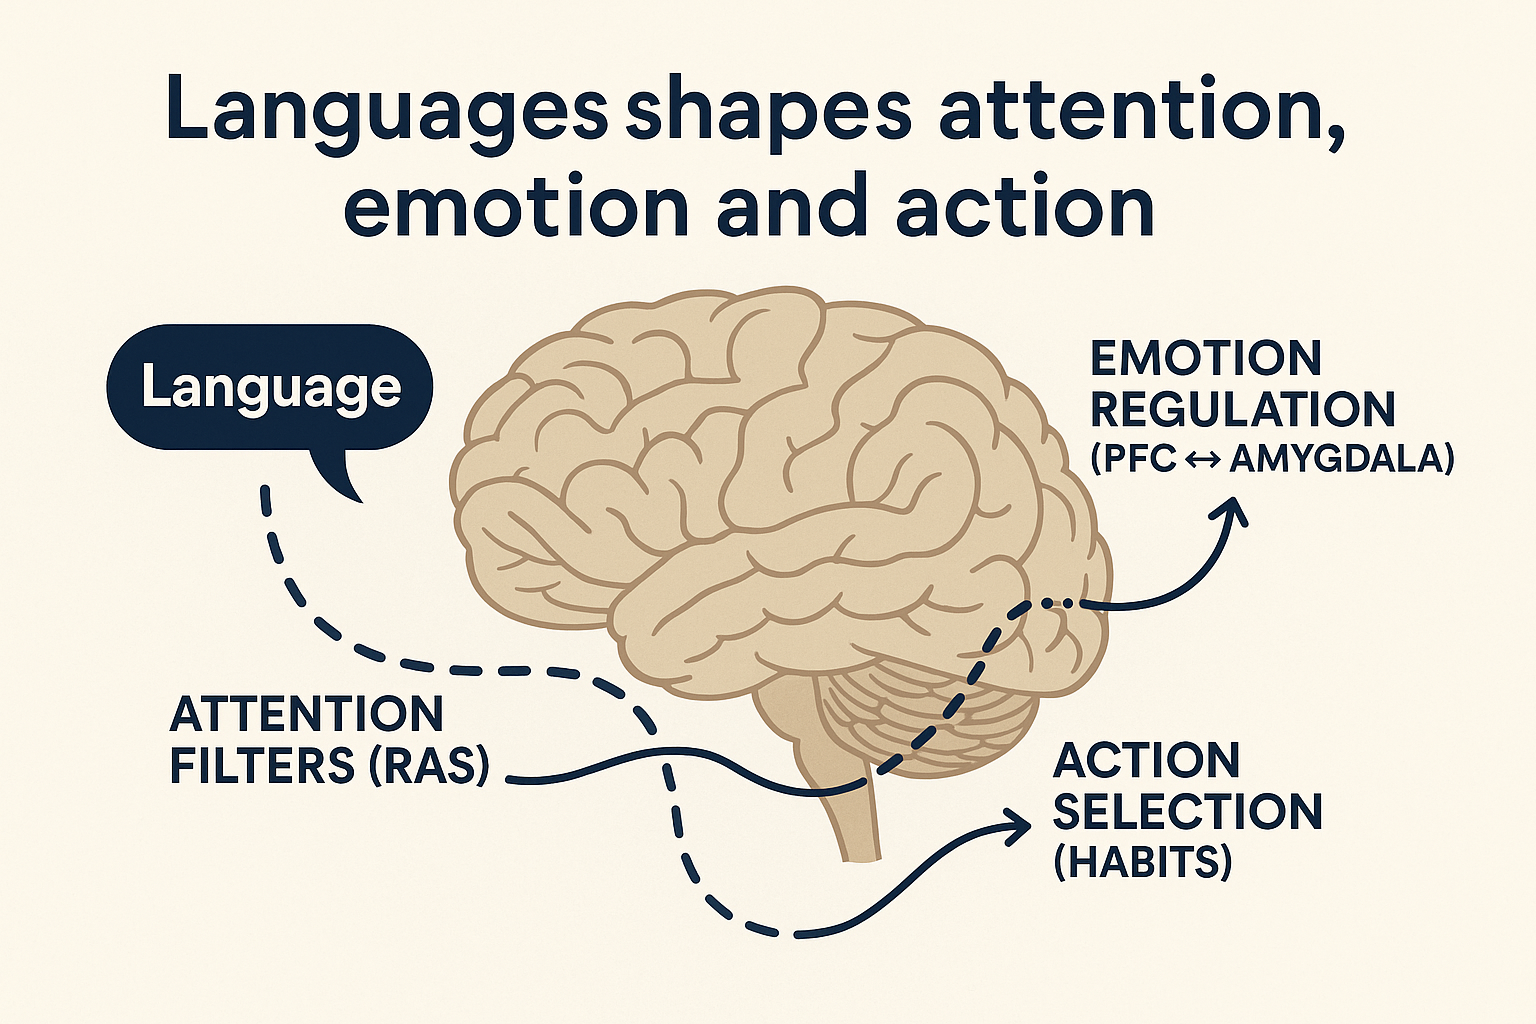 Languages shapes attention,
emotion and action
Language
EMOTION
REGULATION
(PFC ↔ AMYGDALA)
ATTENTION
FILTERS (RAS)
ACTION
SELECTION
(HABITS)